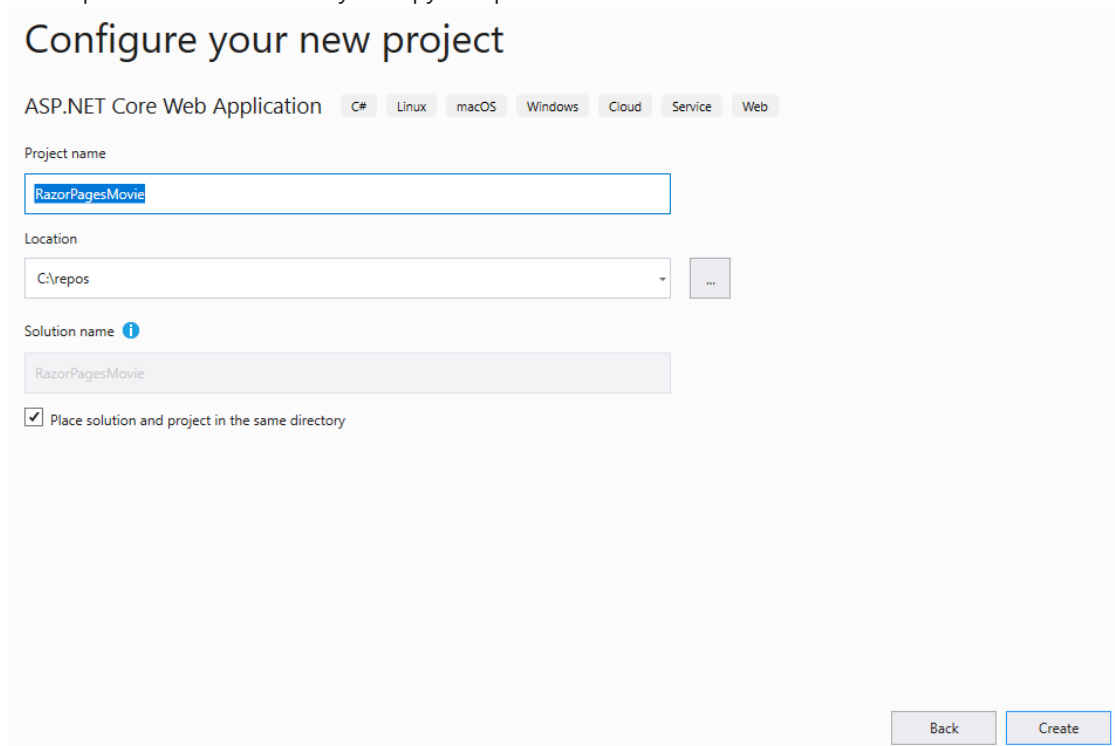 Configure your new project
ASP.NET Core Web Application C# Linux macOS Windows Cloud Service Web
Project name
RazorPagesMovie
Location
C:\repos
...
Solution name i
RazorPagesMovie
Place solution and project in the same directory
Back Create